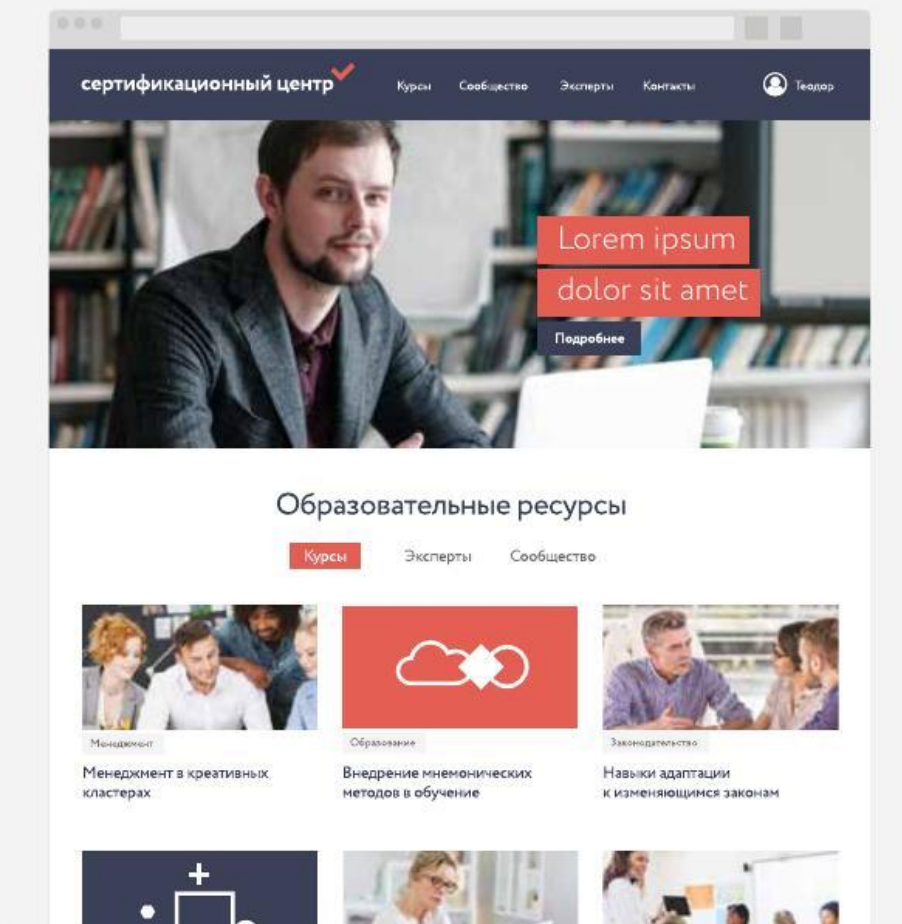 сертификационный центр
Курсы Сообщество Эксперты Контакты Теодор
Lorem ipsum
dolor sit amet
Подробнее
Образовательные ресурсы
Курсы Эксперты Сообщество
Менеджмент
Менеджмент в креативных
кластерах
Образование
Внедрение мнемонических
методов в обучение
Законодательство
Навыки адаптации
к изменяющимся законам